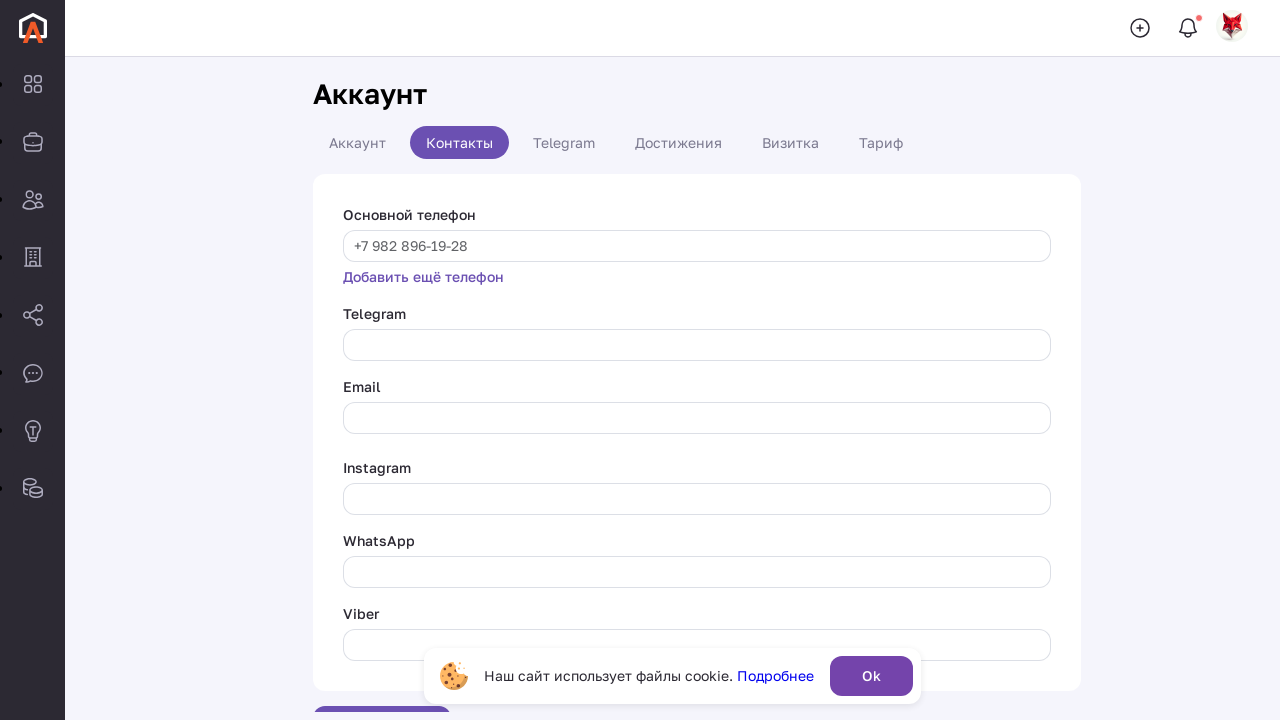 Аккаунт
Аккаунт
Контакты
Telegram
Достижения
Визитка
Тариф
Основной телефон
+7 982 896-19-28
Добавить ещё телефон
Telegram
Email
Instagram
WhatsApp
Viber
Наш сайт использует файлы cookie. Подробнее
Ok